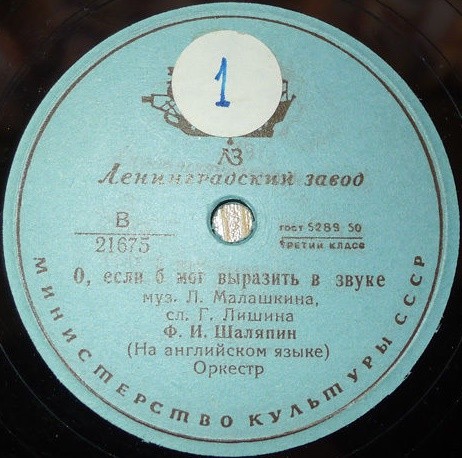 1
ЛЗ
Ленинградский завод
В
21675
гост 5289 50
третий классе
О, если б мог выразить в звуке
муз. Л. Малашкина,
сл. Г. Лишина
Ф. И. Шаляпин
(На английском языке)
Оркестр
МИНИСТЕРСТВО КУЛЬТУРЫ СССР